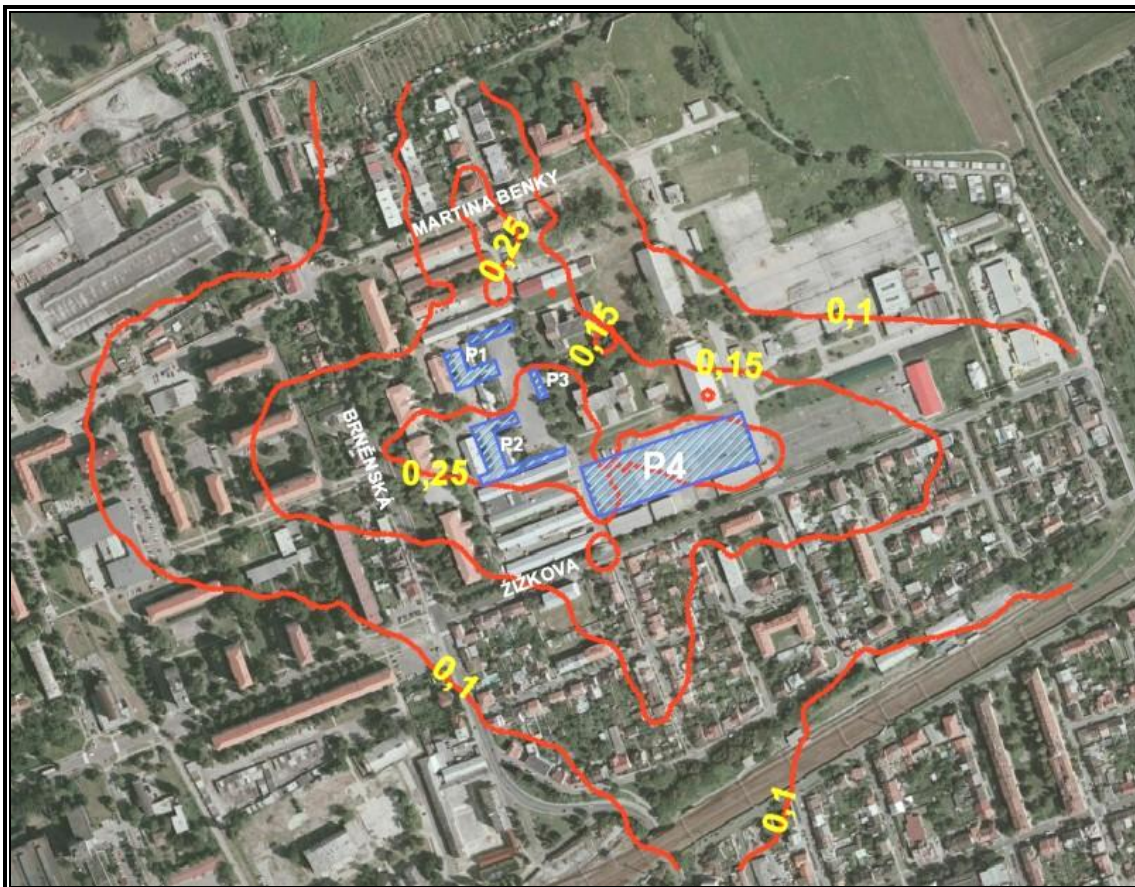 MARTINA BENKY
0,25
0,15
0,1
0,15
P1
P3
P2
P4
BRNĚNSKÁ
0,25
ŽIŽKOVA
0,1
0,1